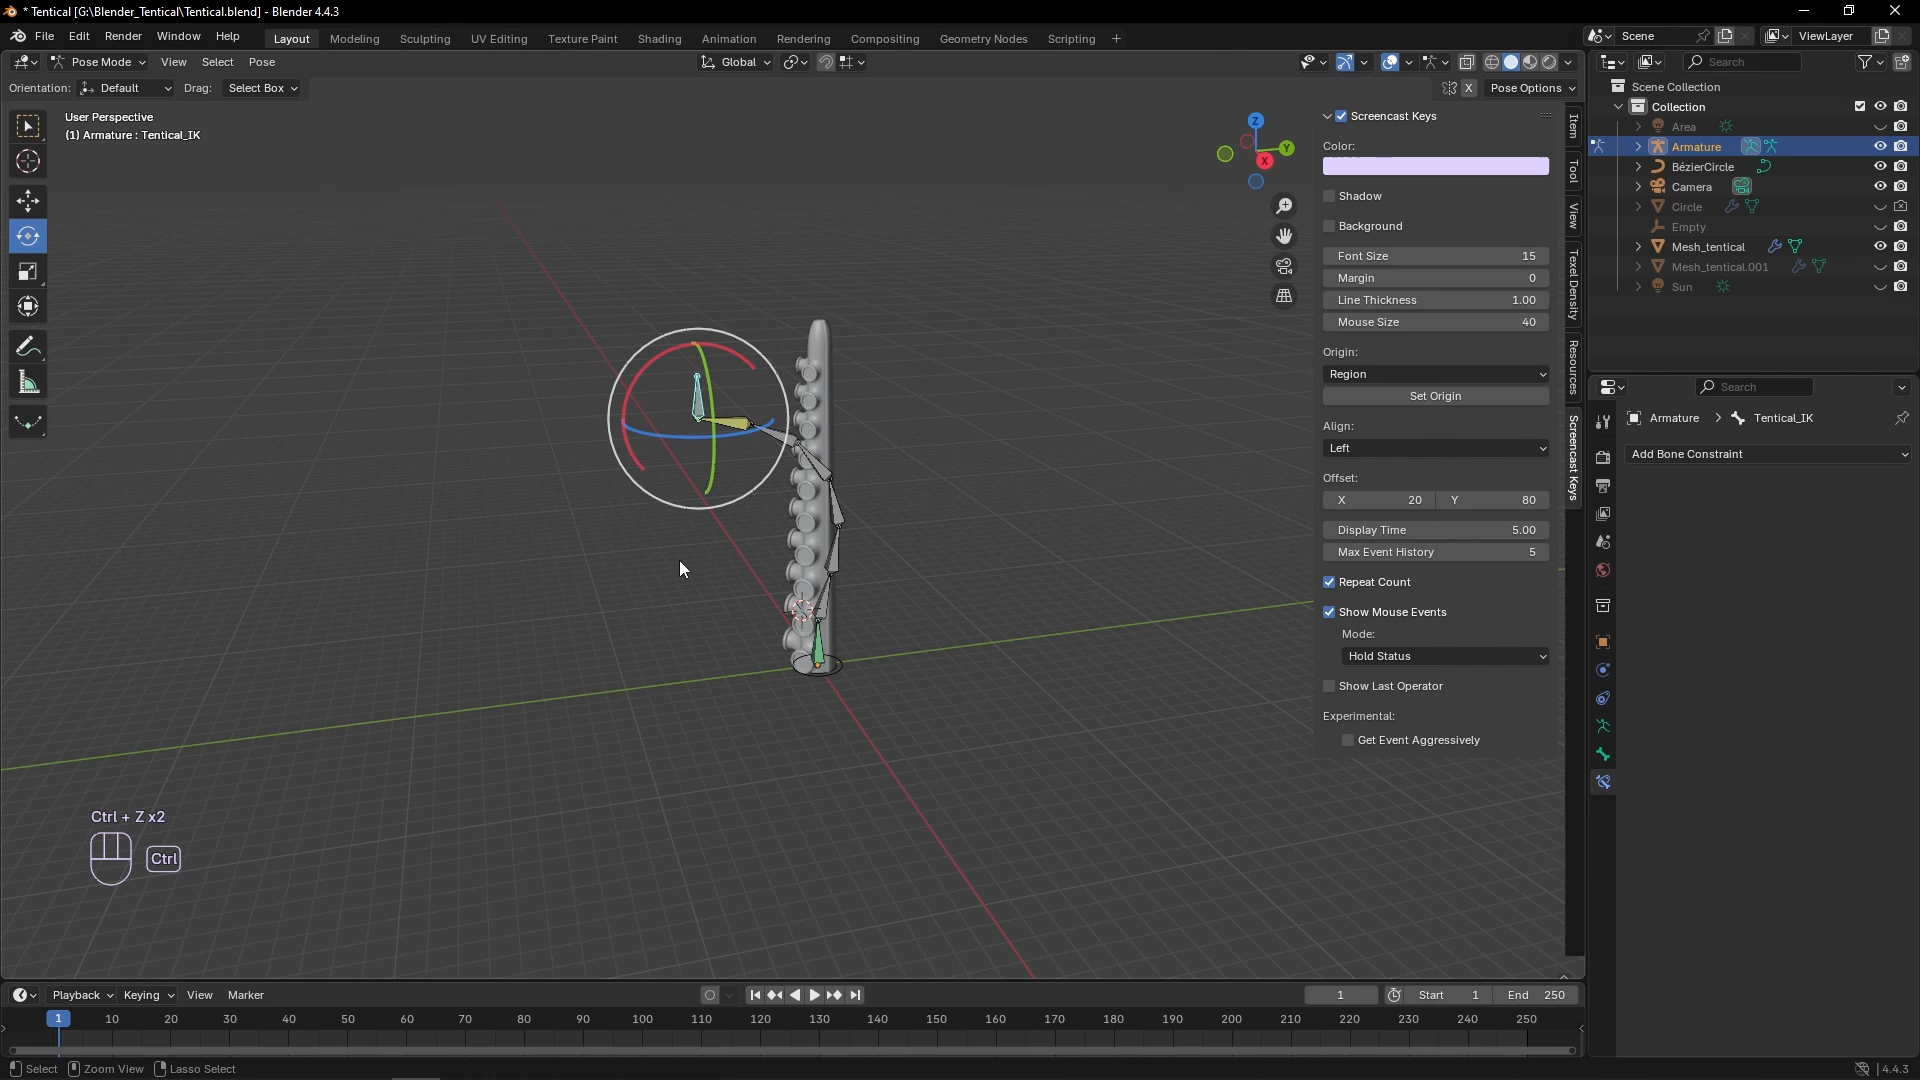 * Tentical [G:\Blender_Tentical\Tentical.blend] - Blender 4.4.3
File Edit Render Window Help
Layout Modeling Sculpting UV Editing Texture Paint Shading Animation Rendering Compositing Geometry Nodes Scripting +
Scene
ViewLayer
Pose Mode View Select Pose
Global
Search
Orientation: Default Drag: Select Box
X Pose Options
User Perspective
(1) Armature : Tentical_IK
Z
Y
X
Screencast Keys
Color:
Shadow
Background
Font Size 15
Margin 0
Line Thickness 1.00
Mouse Size 40
Origin:
Region
Set Origin
Align:
Left
Offset:
X 20 Y 80
Display Time 5.00
Max Event History 5
Repeat Count
Show Mouse Events
Mode:
Hold Status
Show Last Operator
Experimental:
Get Event Aggressively
Item
Tool
View
Texel Density
Resources
Screencast Keys
Scene Collection
Collection
Area
Armature
BézierCircle
Camera
Circle
Empty
Mesh_tentical
Mesh_tentical.001
Sun
Search
Armature > Tentical_IK
Add Bone Constraint
Ctrl + Z x2
Ctrl
Playback Keying View Marker
1 Start 1 End 250
1 10 20 30 40 50 60 70 80 90 100 110 120 130 140 150 160 170 180 190 200 210 220 230 240 250
Select Zoom View Lasso Select
4.4.3